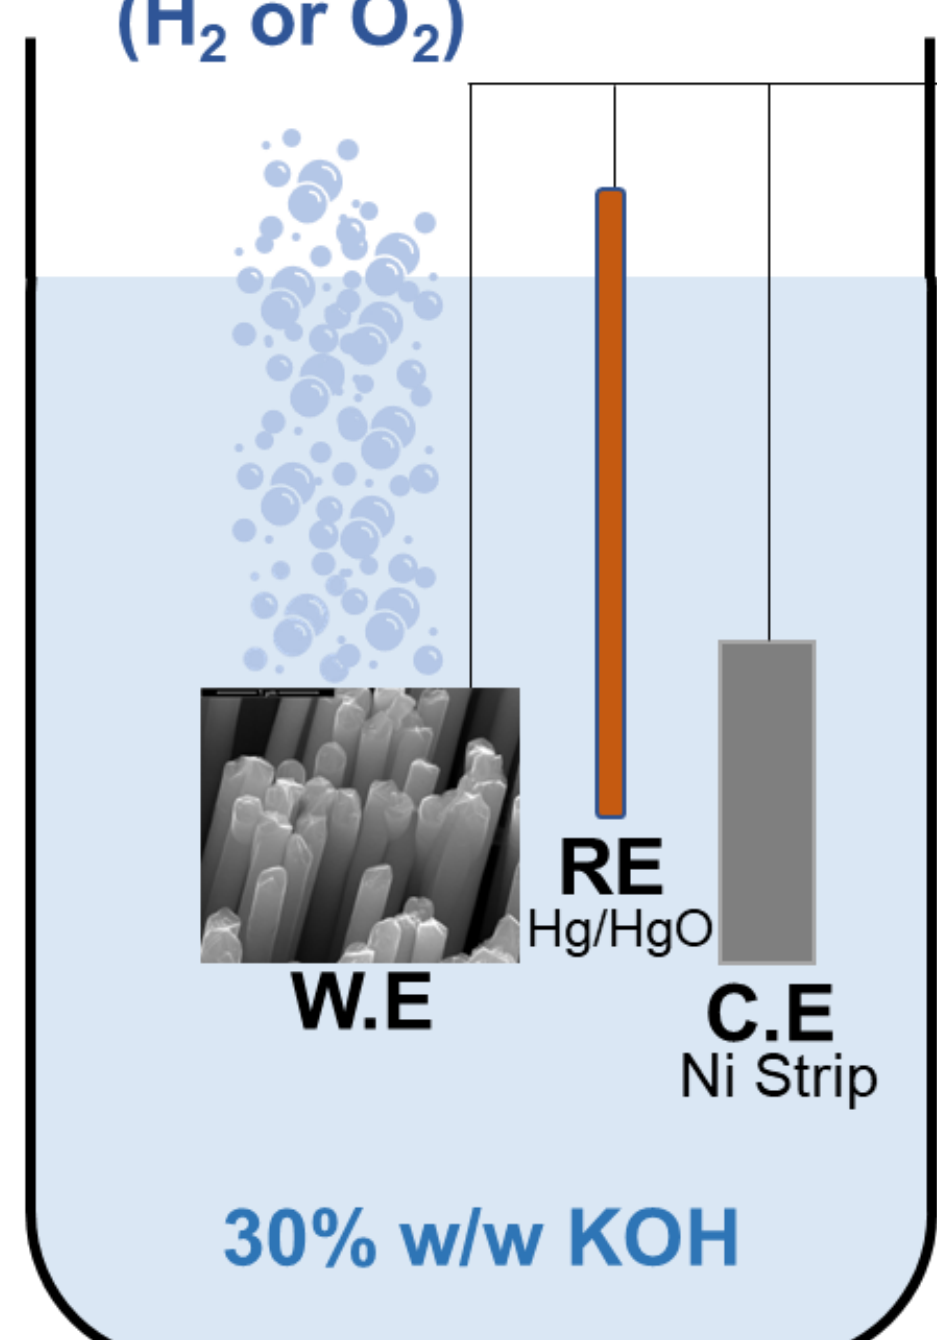 (H₂ or O₂)
RE
Hg/HgO
W.E
C.E
Ni Strip
30% w/w KOH